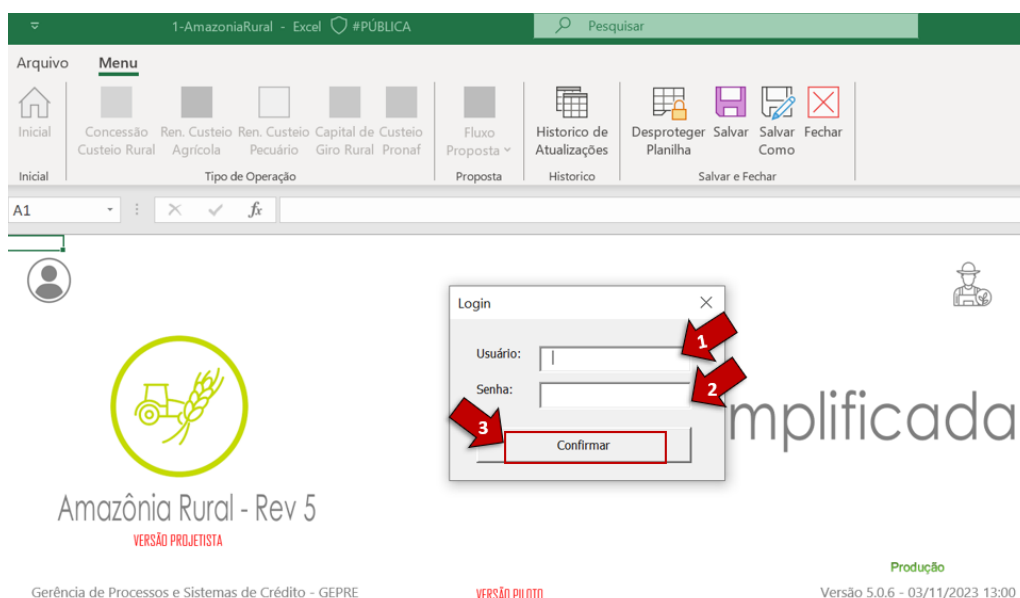 1-AmazoniaRural - Excel #PÚBLICA Pesquisar
Arquivo Menu
Inicial
Concessão Custeio Rural
Ren. Custeio Agrícola
Ren. Custeio Pecuário
Capital de Giro Rural
Custeio Pronaf
Fluxo Proposta
Historico de Atualizações
Desproteger Planilha
Salvar
Salvar Como
Fechar
Inicial Tipo de Operação Proposta Historico Salvar e Fechar
A1 fx
Login
Usuário: 1
Senha: 2
3 Confirmar
mplificada
Amazônia Rural - Rev 5
VERSÃO PROJETISTA
Produção
Gerência de Processos e Sistemas de Crédito - GEPRE VERSÃO PILOTO Versão 5.0.6 - 03/11/2023 13:00